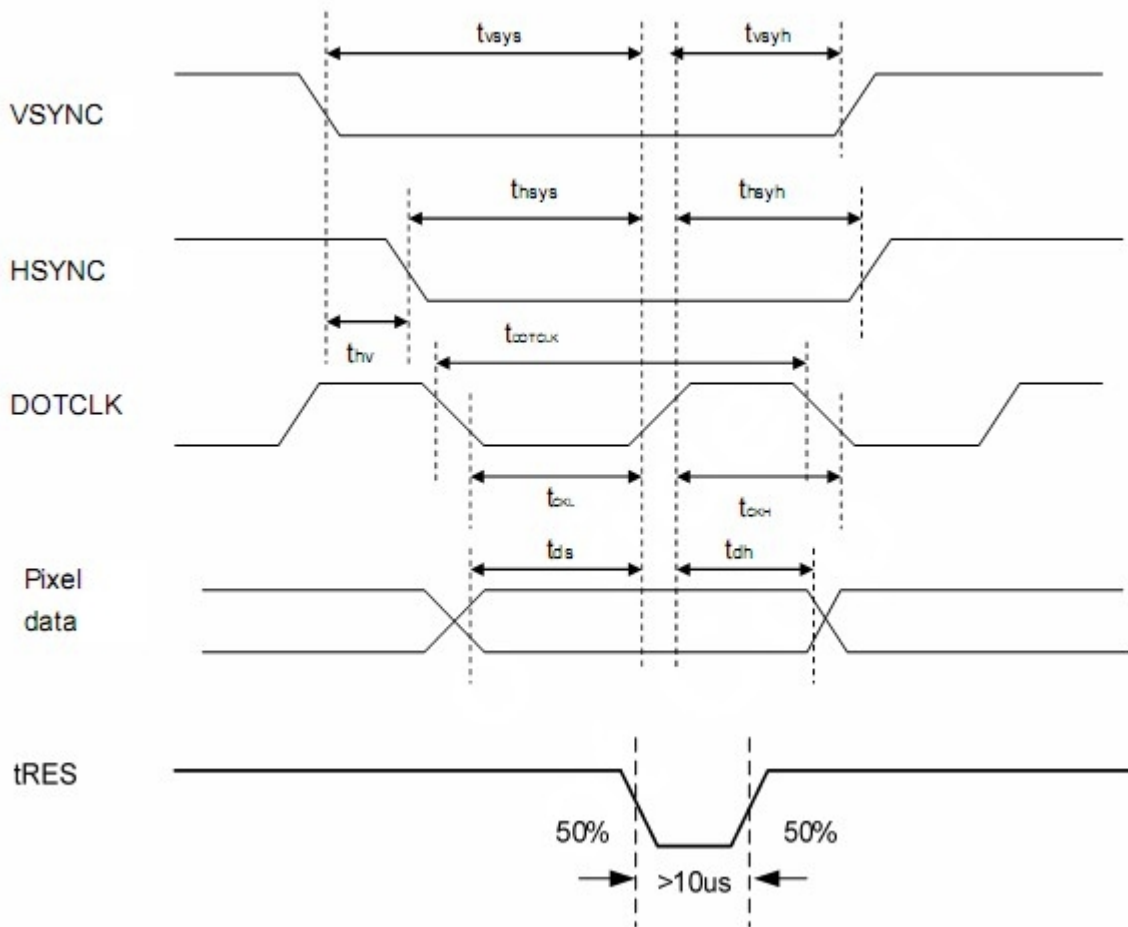 tvsys tvsyh
VSYNC
thsys thsyh
HSYNC
thv tDOTCLK
DOTCLK
tCKL tCKH
tds tdh
Pixel
data
tRES
50% 50%
>10us